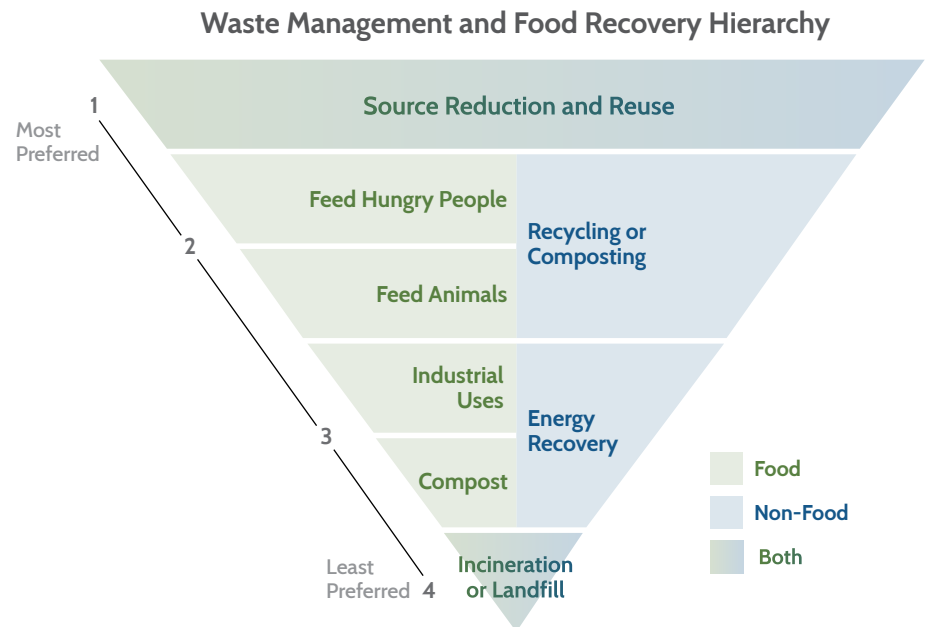 Waste Management and Food Recovery Hierarchy
1
Most
Preferred
Source Reduction and Reuse
Feed Hungry People
Recycling or
Composting
2
Feed Animals
Industrial
Uses
Energy
Recovery
3
Compost
Food
Non-Food
Both
Least
Preferred 4
Incineration
or Landfill